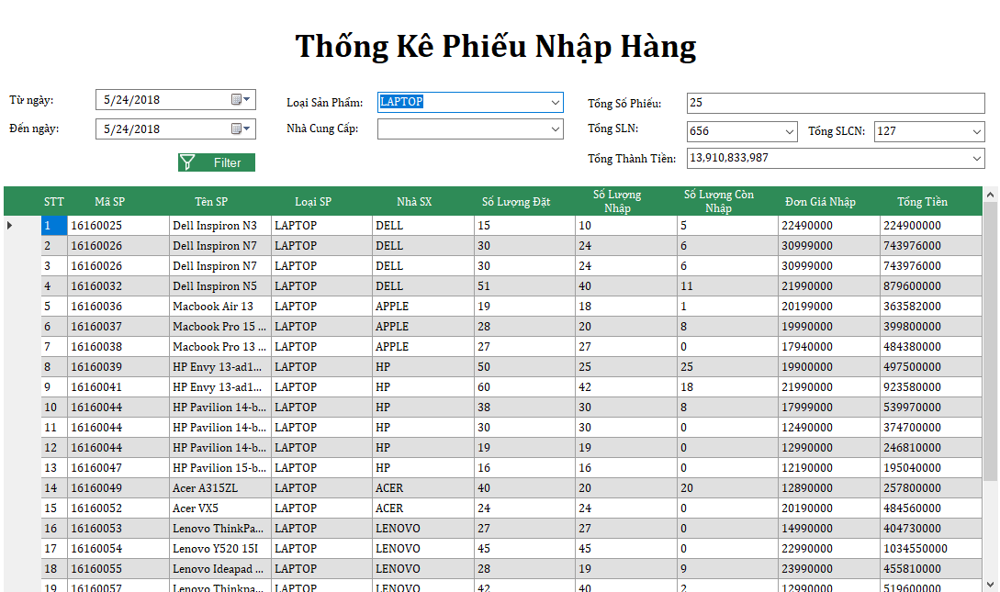 Thống Kê Phiếu Nhập Hàng
Từ ngày: 5/24/2018 Loại Sản Phẩm: LAPTOP Tổng Số Phiếu: 25
Đến ngày: 5/24/2018 Nhà Cung Cấp: Tổng SLN: 656 Tổng SLCN: 127
Filter Tổng Thành Tiền: 13,910,833,987
STT Mã SP Tên SP Loại SP Nhà SX Số Lượng Đặt Số Lượng Nhập Số Lượng Còn Nhập Đơn Giá Nhập Tổng Tiền
1 16160025 Dell Inspiron N3 LAPTOP DELL 15 10 5 22490000 224900000
2 16160026 Dell Inspiron N7 LAPTOP DELL 30 24 6 30999000 743976000
3 16160026 Dell Inspiron N7 LAPTOP DELL 30 24 6 30999000 743976000
4 16160032 Dell Inspiron N5 LAPTOP DELL 51 40 11 21990000 879600000
5 16160036 Macbook Air 13 LAPTOP APPLE 19 18 1 20199000 363582000
6 16160037 Macbook Pro 15 ... LAPTOP APPLE 28 20 8 19990000 399800000
7 16160038 Macbook Pro 13 ... LAPTOP APPLE 27 27 0 17940000 484380000
8 16160039 HP Envy 13-ad1... LAPTOP HP 50 25 25 19900000 497500000
9 16160041 HP Envy 13-ad1... LAPTOP HP 60 42 18 21990000 923580000
10 16160044 HP Pavilion 14-b... LAPTOP HP 38 30 8 17999000 539970000
11 16160044 HP Pavilion 14-b... LAPTOP HP 30 30 0 12490000 374700000
12 16160044 HP Pavilion 14-b... LAPTOP HP 19 19 0 12990000 246810000
13 16160047 HP Pavilion 15-b... LAPTOP HP 16 16 0 12190000 195040000
14 16160049 Acer A315ZL LAPTOP ACER 40 20 20 12890000 257800000
15 16160052 Acer VX5 LAPTOP ACER 24 24 0 20190000 484560000
16 16160053 Lenovo ThinkPa... LAPTOP LENOVO 27 27 0 14990000 404730000
17 16160054 Lenovo Y520 15I LAPTOP LENOVO 45 45 0 22990000 1034550000
18 16160055 Lenovo Ideapad ... LAPTOP LENOVO 28 19 9 23990000 455810000
19 16160057 Lenovo Thinkpa... LAPTOP LENOVO 42 40 2 12990000 519600000